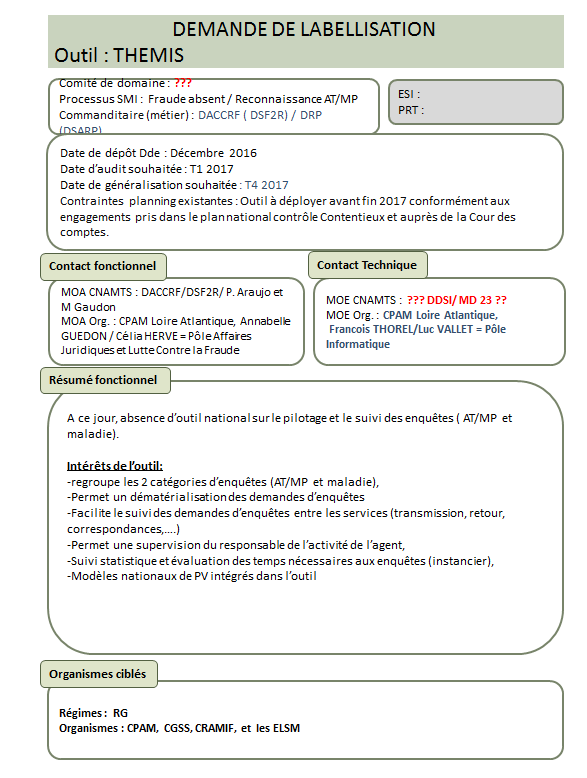 DEMANDE DE LABELLISATION
Outil : THEMIS
Comité de domaine : ???
Processus SMI : Fraude absent / Reconnaissance AT/MP
Commanditaire (métier) : DACCRF ( DSF2R) / DRP
(DSARP)
ESI :
PRT :
Date de dépôt Dde : Décembre 2016
Date d’audit souhaitée : T1 2017
Date de généralisation souhaitée : T4 2017
Contraintes planning existantes : Outil à déployer avant fin 2017 conformément aux
engagements pris dans le plan national contrôle Contentieux et auprès de la Cour des
comptes.
Contact fonctionnel
MOA CNAMTS : DACCRF/DSF2R/ P. Araujo et
M Gaudon
MOA Org. : CPAM Loire Atlantique, Annabelle
GUEDON / Célia HERVE = Pôle Affaires
Juridiques et Lutte Contre la Fraude
Contact Technique
MOE CNAMTS : ??? DDSI/ MD 23 ??
MOE Org. : CPAM Loire Atlantique,
Francois THOREL/Luc VALLET = Pôle
Informatique
Résumé fonctionnel
A ce jour, absence d’outil national sur le pilotage et le suivi des enquêtes ( AT/MP et
maladie).
Intérêts de l’outil:
-regroupe les 2 catégories d’enquêtes (AT/MP et maladie),
-Permet un dématérialisation des demandes d’enquêtes
-Facilite le suivi des demandes d’enquêtes entre les services (transmission, retour,
correspondances,....)
-Permet une supervision du responsable de l’activité de l’agent,
-Suivi statistique et évaluation des temps nécessaires aux enquêtes (instancier),
-Modèles nationaux de PV intégrés dans l’outil
Organismes ciblés
Régimes : RG
Organismes : CPAM, CGSS, CRAMIF, et les ELSM